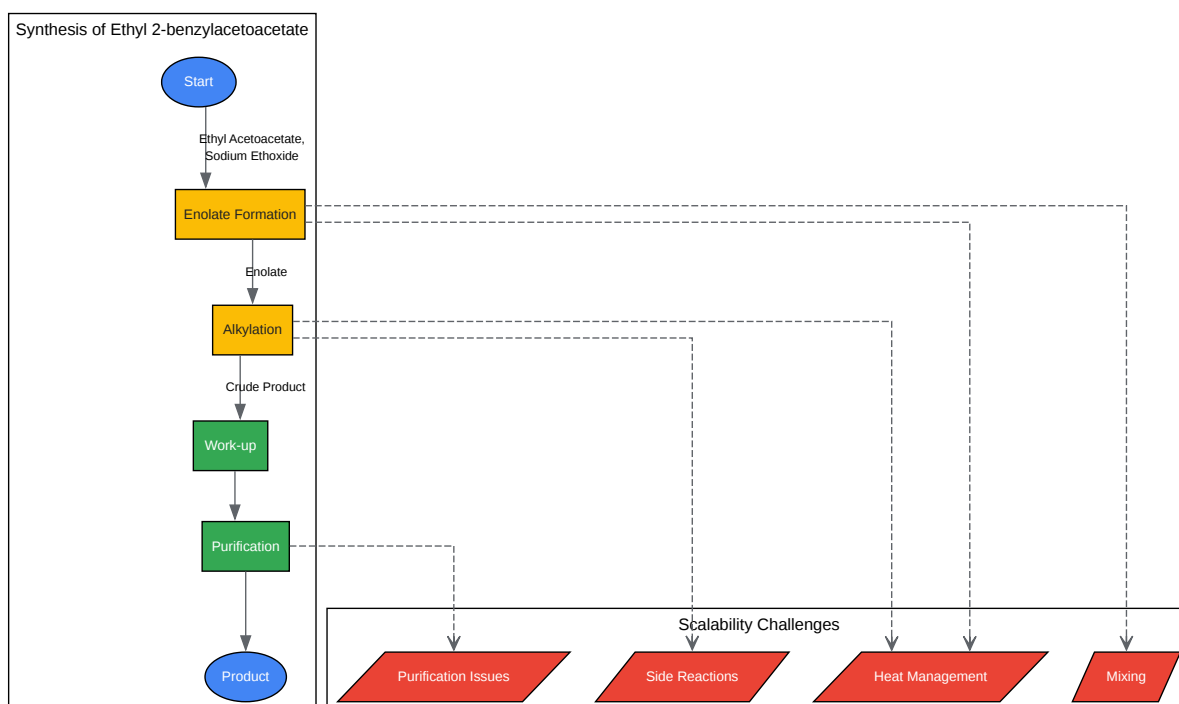 Synthesis of Ethyl 2-benzylacetoacetate
Start
Ethyl Acetoacetate,
Sodium Ethoxide
Enolate Formation
Enolate
Alkylation
Crude Product
Work-up
Purification
Product
Scalability Challenges
Purification Issues
Side Reactions
Heat Management
Mixing